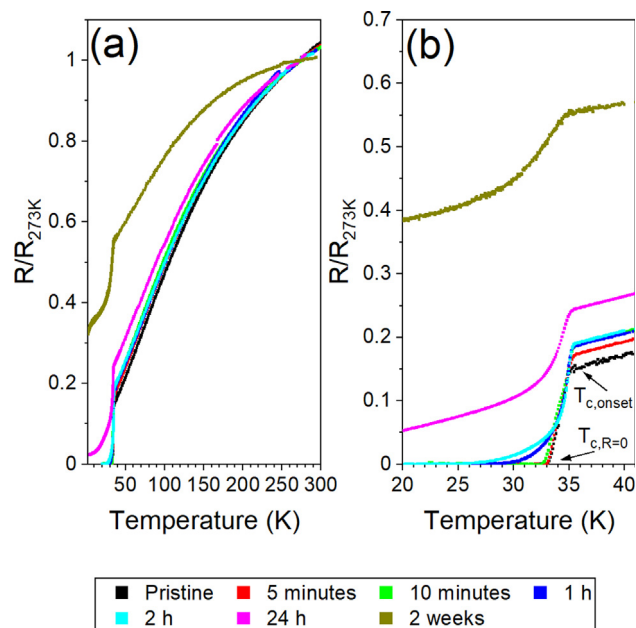 (a)
(b)
R/R273K
1
0.8
0.6
0.4
0.2
0
50 100 150 200 250 300
Temperature (K)
R/R273K
0.7
0.6
0.5
0.4
0.3
0.2
0.1
0
20 25 30 35 40
Temperature (K)
Tc,onset
Tc,R=0
Pristine 5 minutes 10 minutes 1 h
2 h 24 h 2 weeks